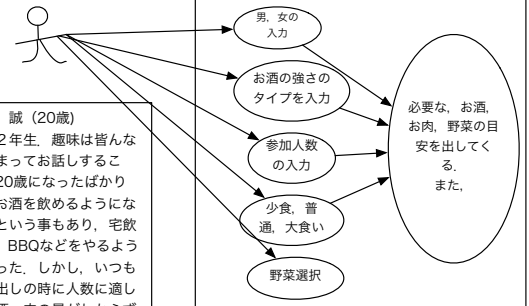 男，女の
入力
お酒の強さの
タイプを入力
参加人数
の入力
少食，普
通，大食い
野菜選択
必要な，お酒，
お肉，野菜の目
安を出してく
る．
また，
誠（20歳）
２年生．趣味は皆んな
まってお話しするこ
20歳になったばかり
お酒を飲めるようにな
という事もあり，宅飲
BBQなどをやるよう
った．しかし，いつも
出しの時に人数に適し